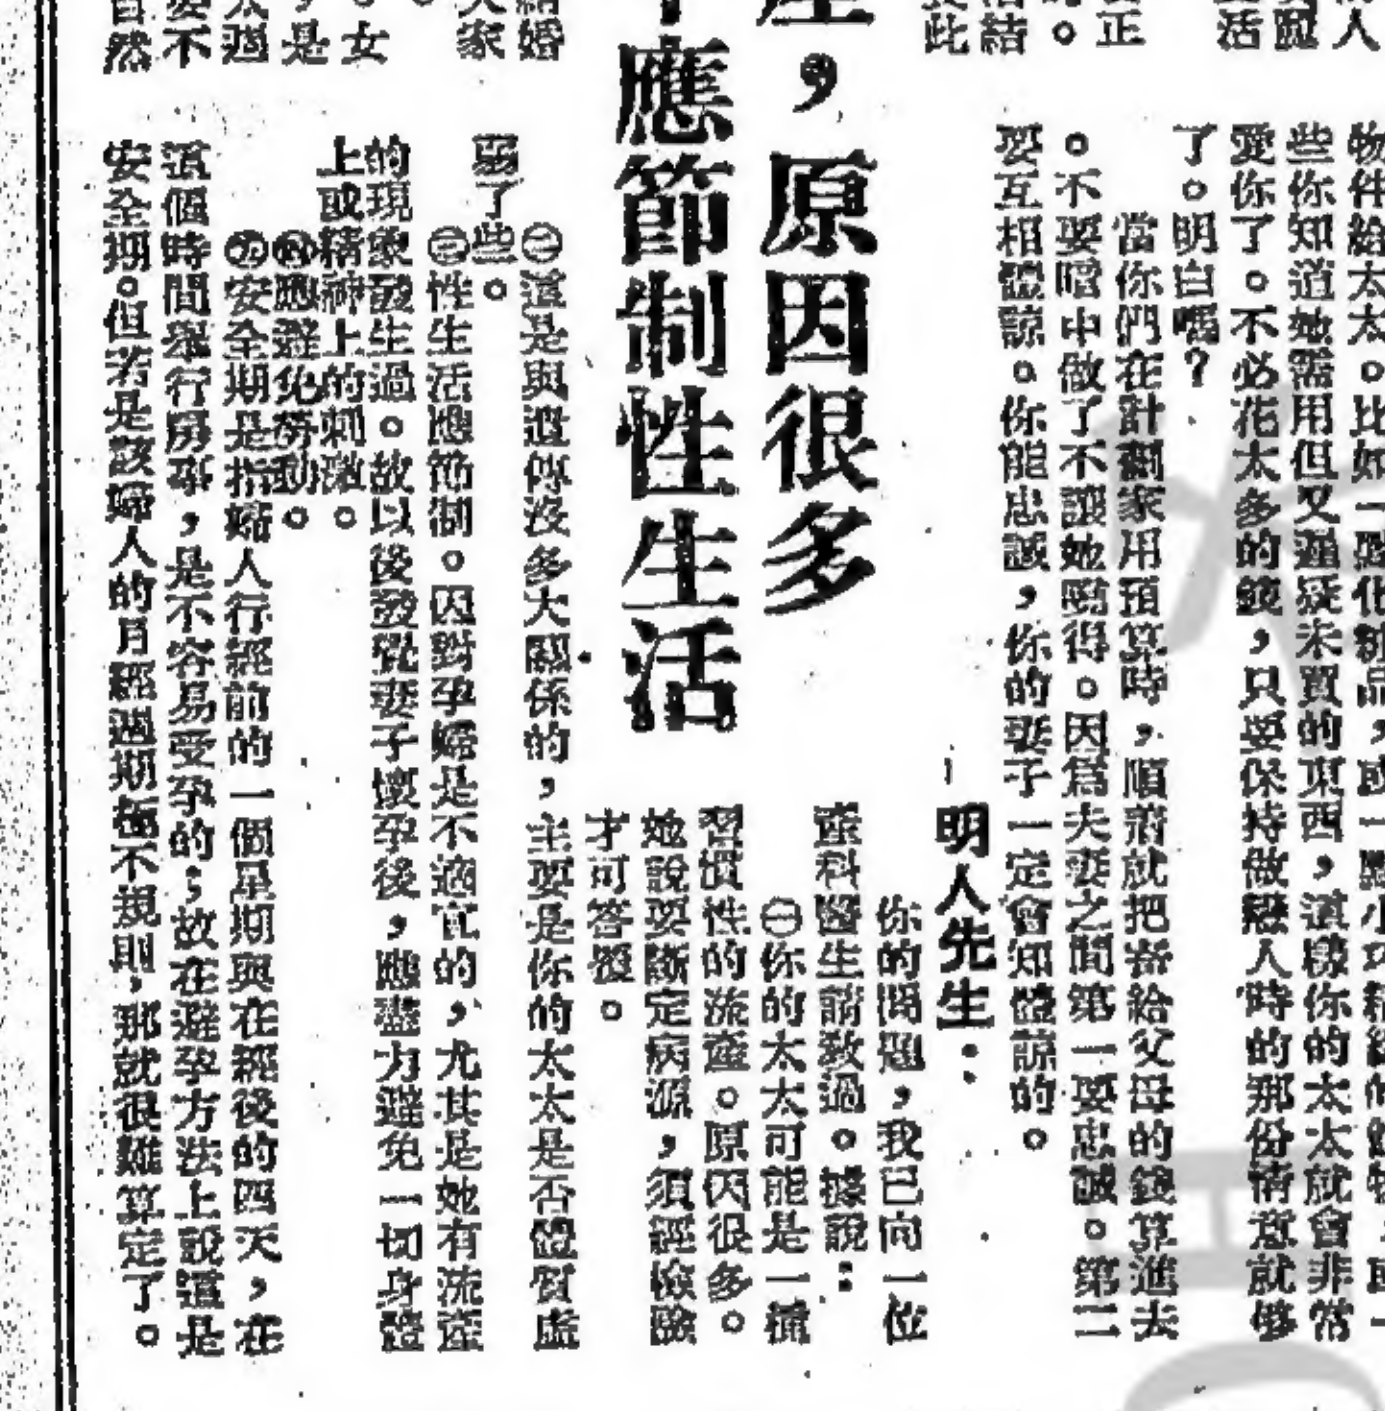 物件給太太。比如一點化粧品,或一點小巧精緻的
些你知道她需用但又遲疑未買的東西,這樣你的太太就會非常
愛你了。不必花太多的錢,只要保持做戀人時的那份情意就够
了。明白嗎?
當你們在計劃家用預算時,順着就把寄給父母的錢算進去
。不要暗中做了不讓她曉得。因爲夫妻之間第一要忠誠。第二
要互相體諒。你能忠誠,你的妻子一定會知體諒的。
產,原因很多
應節制性生活
明人先生:
你的問題,我已向一位
產科醫生請教過。據說:
㊀你的太太可能是一種
習慣性的流產。原因很多。
她說要斷定病源,須經檢驗
才可答覆。
㊁這是與遺傳沒多大關係的,主要是你的太太是否體質虛
弱了些。
㊂性生活應節制。因對孕婦是不適宜的,尤其是她有流產
的現象發生過。故以後發覺妻子懷孕後,應盡力避免一切身體
上或精神上的刺激。
㊃應避免勞動。
㊄安全期是指婦人行經前的一個星期與在經後的四天,在
這個時間舉行房事,是不容易受孕的;故在避孕方法上說這是
安全期。但若是該婦人的月經週期極不規則,那就很難算定了。